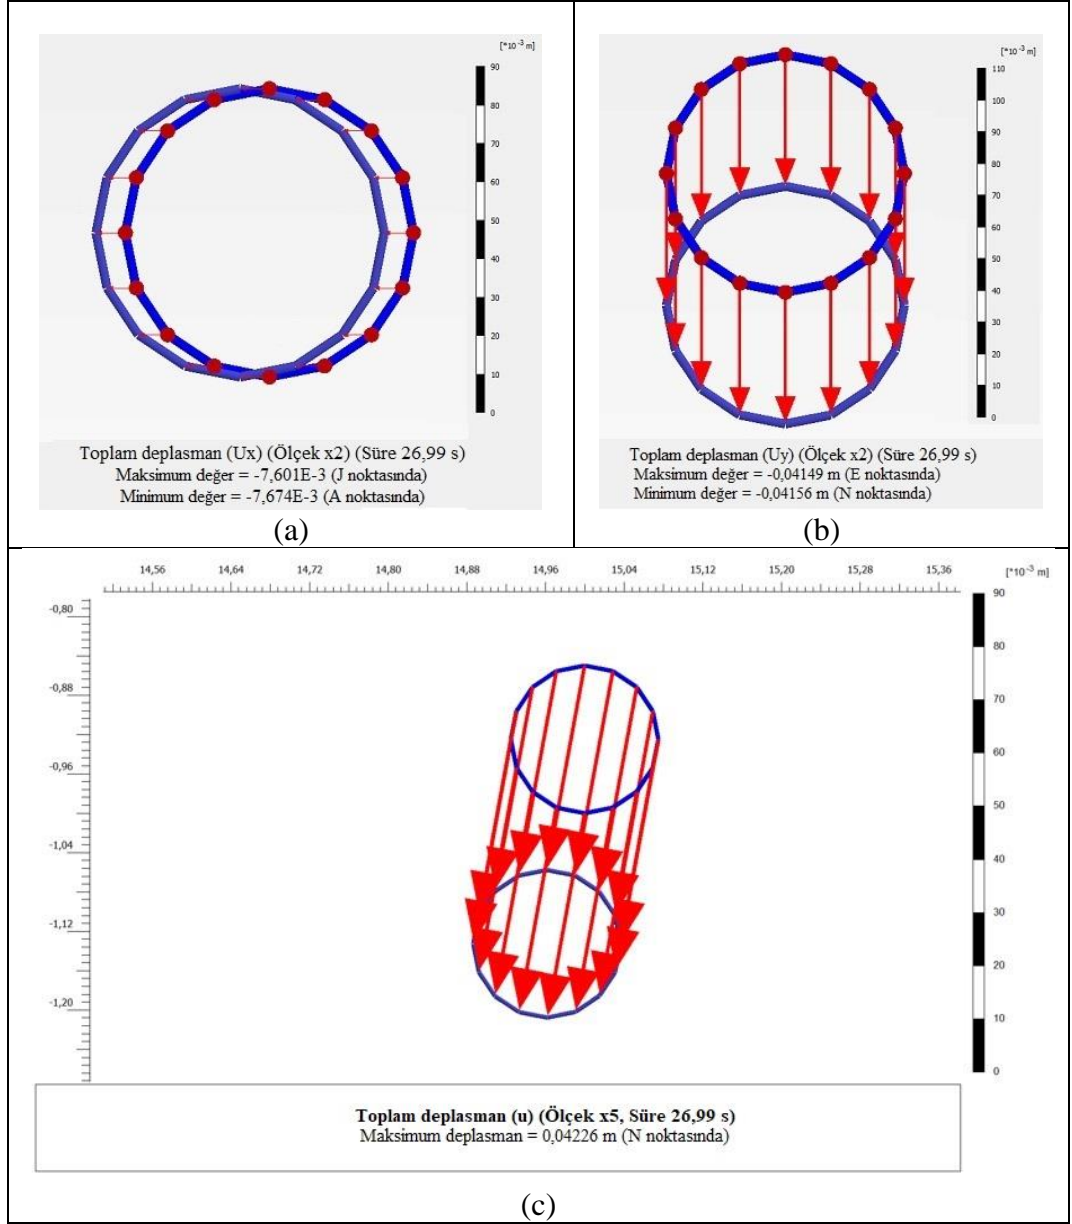 [*10⁻³ m]
90
80
70
60
50
40
30
20
10
0
Toplam deplasman (Ux) (Ölçek x2) (Süre 26,99 s)
Maksimum değer = -7,601E-3 (J noktasında)
Minimum değer = -7,674E-3 (A noktasında)
(a)
[*10⁻³ m]
110
100
90
80
70
60
50
40
30
20
10
0
Toplam deplasman (Uy) (Ölçek x2) (Süre 26,99 s)
Maksimum değer = -0,04149 m (E noktasında)
Minimum değer = -0,04156 m (N noktasında)
(b)
14,56 14,64 14,72 14,80 14,88 14,96 15,04 15,12 15,20 15,28 15,36
[*10⁻³ m]
-0,80
-0,88
-0,96
-1,04
-1,12
-1,20
90
80
70
60
50
40
30
20
10
0
Toplam deplasman (u) (Ölçek x5, Süre 26,99 s)
Maksimum deplasman = 0,04226 m (N noktasında)
(c)